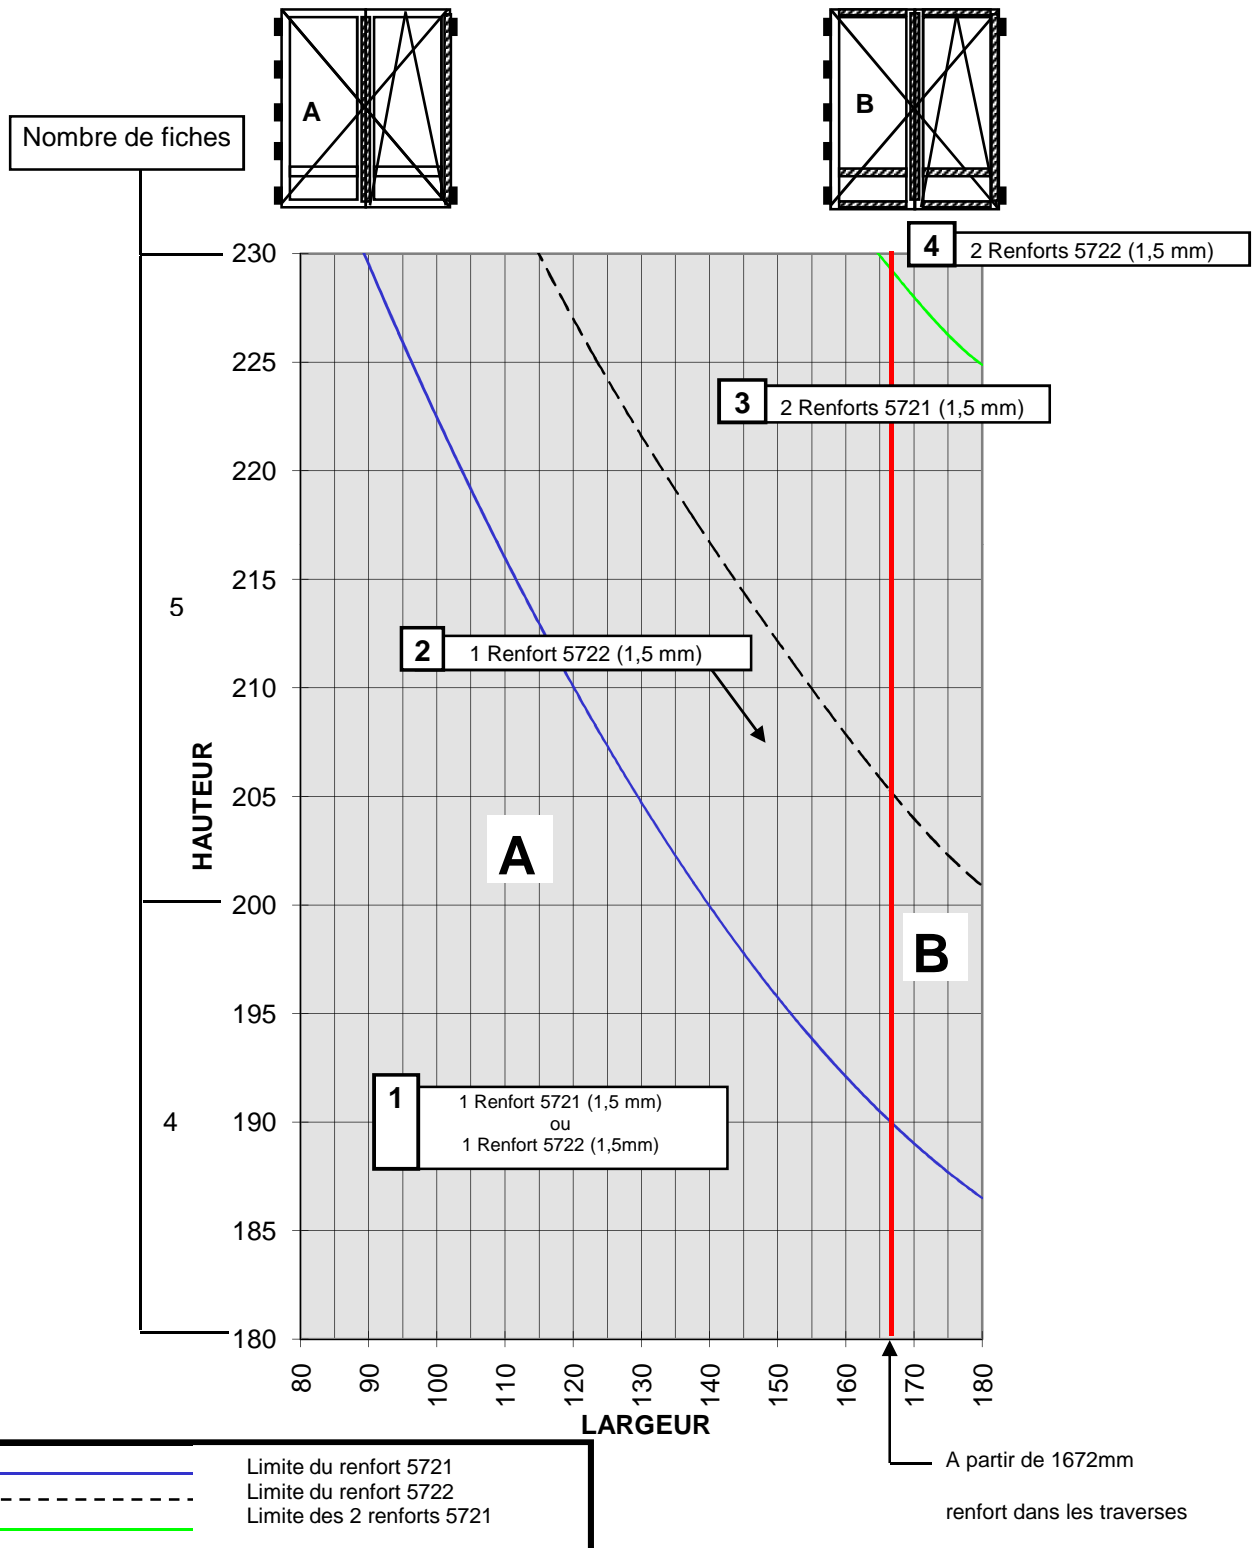 A
B
Nombre de fiches
4
2 Renforts 5722 (1,5 mm)
230
225
3
2 Renforts 5721 (1,5 mm)
220
215
5
2
1 Renfort 5722 (1,5 mm)
210
HAUTEUR
205
A
200
B
195
1
1 Renfort 5721 (1,5 mm)
ou
1 Renfort 5722 (1,5mm)
4
190
185
180
80
90
100
110
120
130
140
150
160
170
180
LARGEUR
A partir de 1672mm
renfort dans les traverses
Limite du renfort 5721
Limite du renfort 5722
Limite des 2 renforts 5721